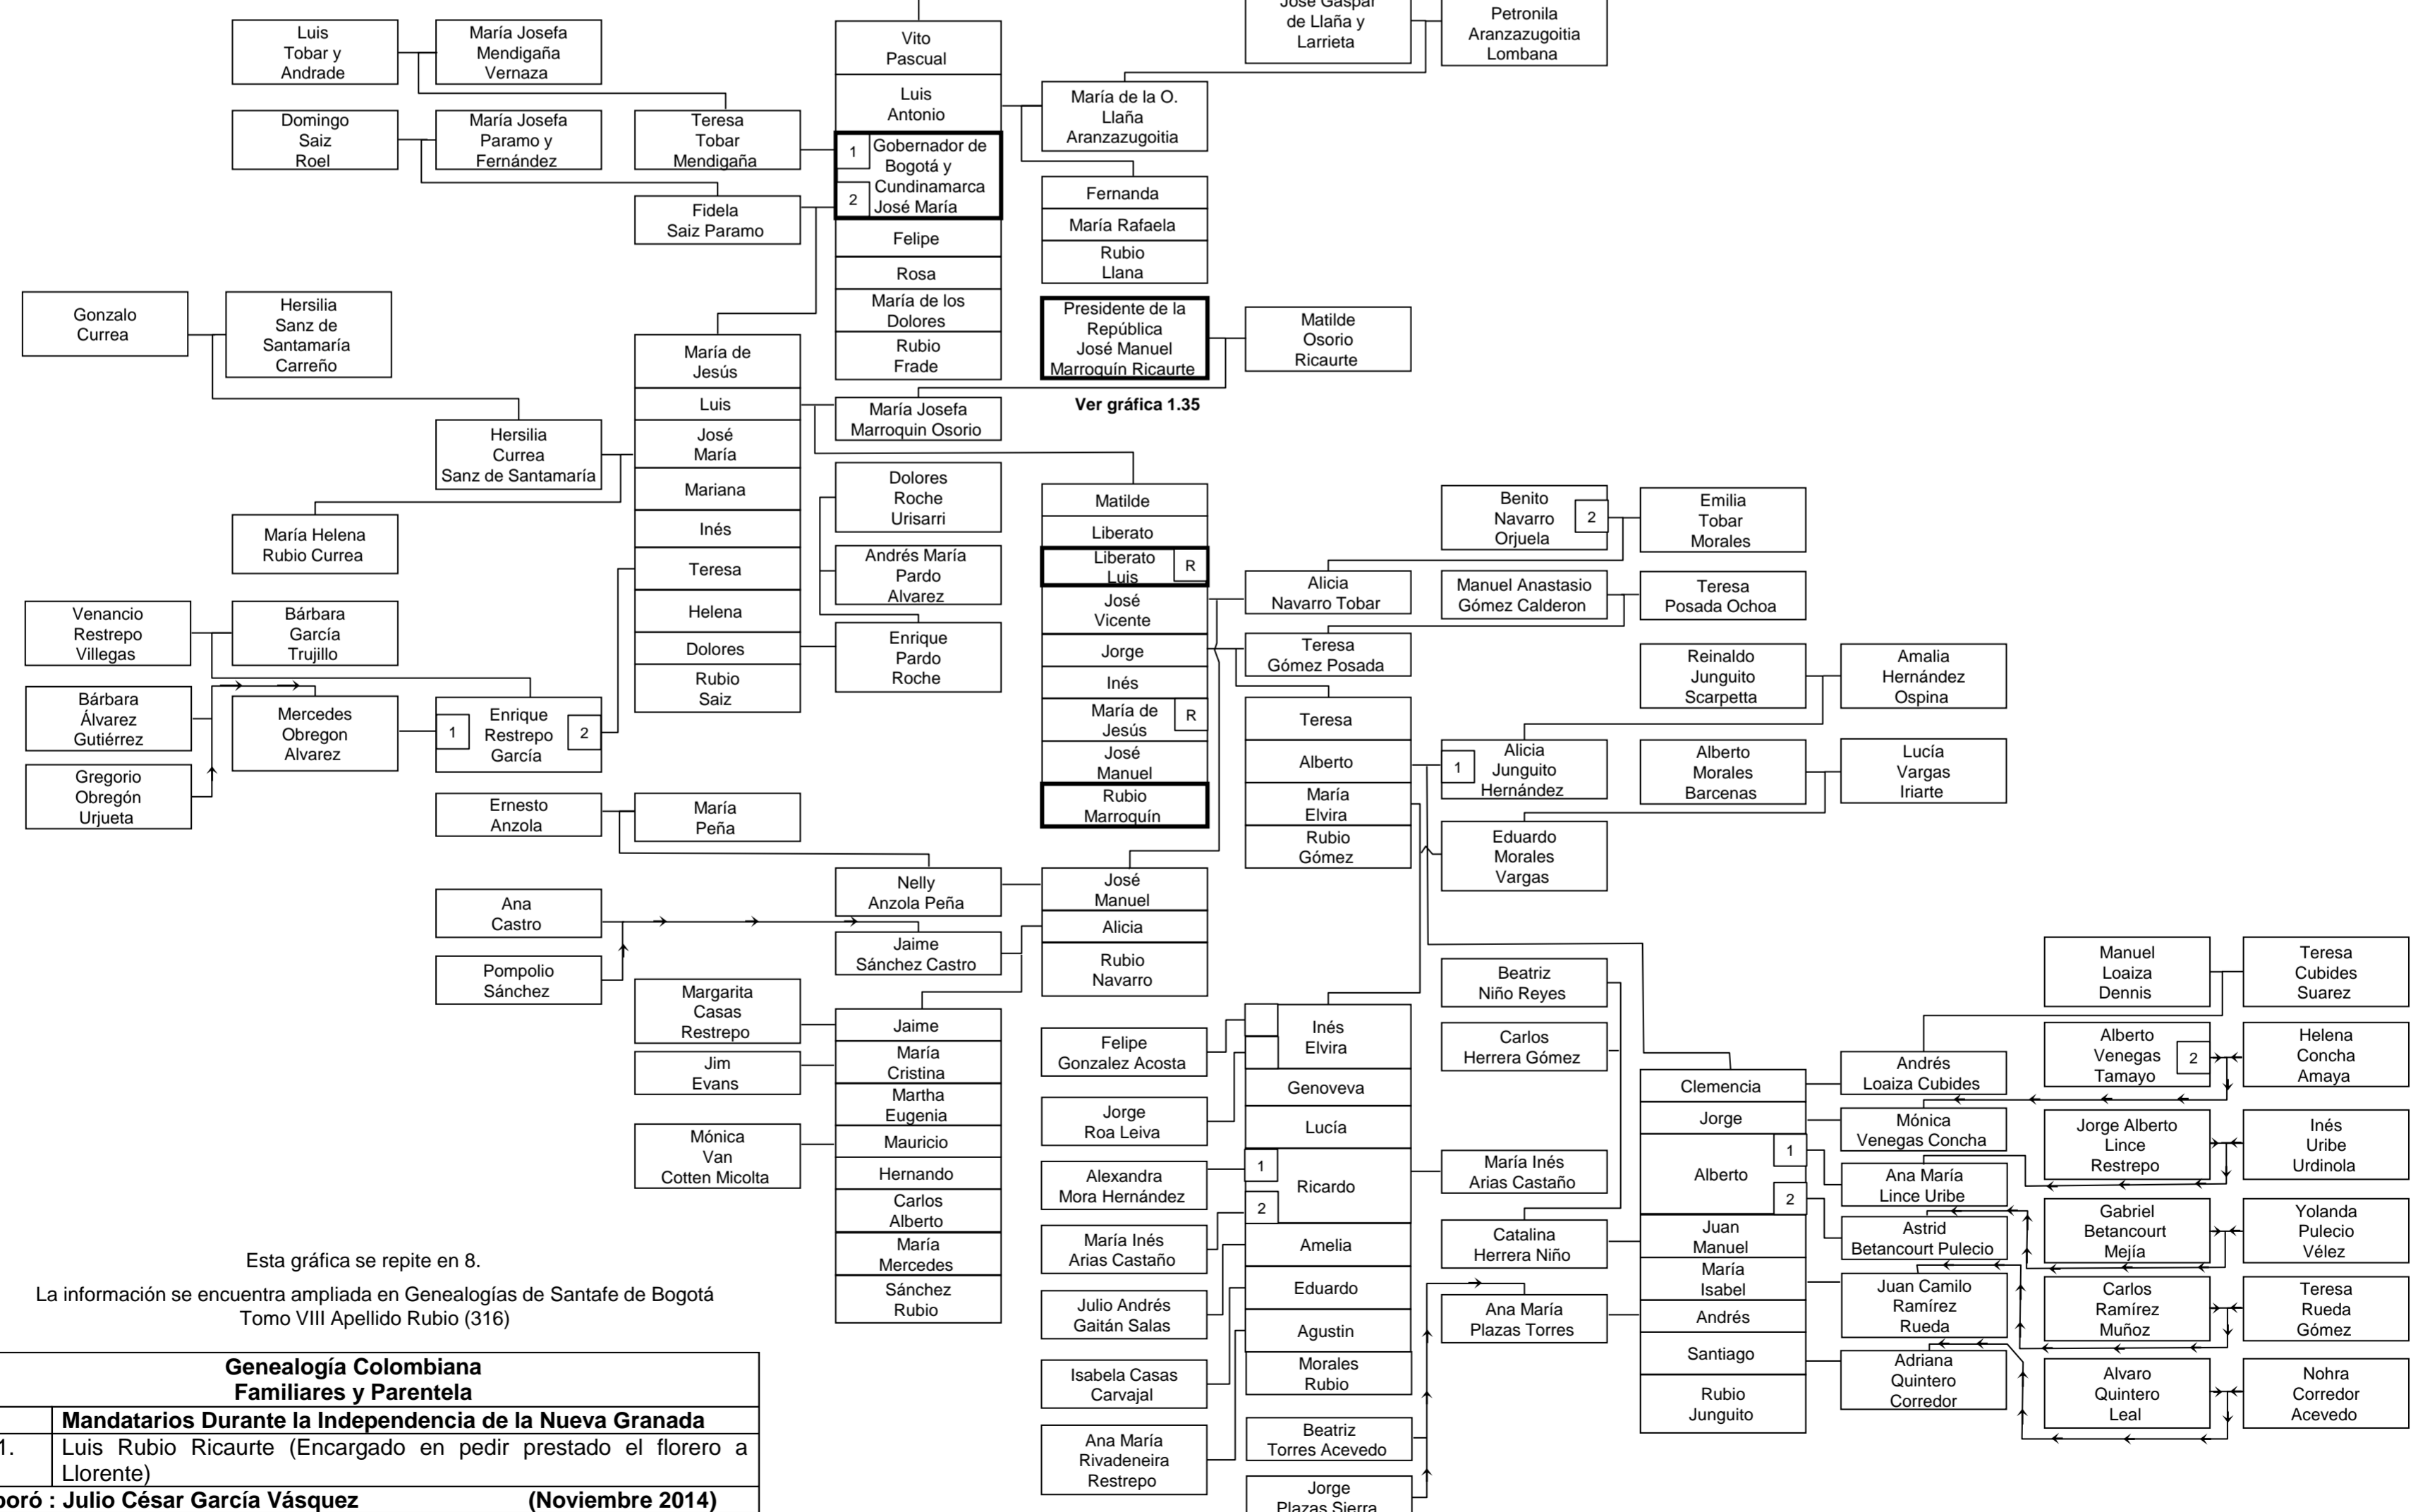 José Gaspar
de Llaña y
Larrieta
Petronila
Aranzazugoitia
Lombana
Luis
Tobar y
Andrade
María Josefa
Mendigaña
Vernaza
Vito
Pascual
Luis
Antonio
María de la O.
Llaña
Aranzazugoitia
Domingo
Saiz
Roel
María Josefa
Paramo y
Fernández
Teresa
Tobar
Mendigaña
1
Gobernador de
Bogotá y
Cundinamarca
2
José María
Fidela
Saiz Paramo
Felipe
Rosa
María de los
Dolores
Rubio
Frade
Fernanda
María Rafaela
Rubio
Llana
Gonzalo
Currea
Hersilia
Sanz de
Santamaría
Carreño
Presidente de la
República
José Manuel
Marroquín Ricaurte
Matilde
Osorio
Ricaurte
Ver gráfica 1.35
María de
Jesús
Luis
José
María
Mariana
Inés
Teresa
Helena
Dolores
Rubio
Saiz
María Josefa
Marroquin Osorio
Hersilia
Currea
Sanz de Santamaría
María Helena
Rubio Currea
Dolores
Roche
Urisarri
Andrés María
Pardo
Alvarez
Enrique
Pardo
Roche
Matilde
Liberato
Liberato
Luis
R
José
Vicente
Jorge
Inés
María de
Jesús
R
José
Manuel
Rubio
Marroquín
Benito
Navarro
Orjuela
2
Emilia
Tobar
Morales
Alicia
Navarro Tobar
Manuel Anastasio
Gómez Calderon
Teresa
Posada Ochoa
Teresa
Gómez Posada
Reinaldo
Junguito
Scarpetta
Amalia
Hernández
Ospina
Venancio
Restrepo
Villegas
Bárbara
García
Trujillo
Bárbara
Álvarez
Gutiérrez
Mercedes
Obregon
Alvarez
1
Enrique
Restrepo
García
2
Gregorio
Obregón
Urjueta
Teresa
Alberto
María
Elvira
Rubio
Gómez
1
Alicia
Junguito
Hernández
Alberto
Morales
Barcenas
Lucía
Vargas
Iriarte
Eduardo
Morales
Vargas
Ernesto
Anzola
María
Peña
Nelly
Anzola Peña
José
Manuel
Alicia
Rubio
Navarro
Ana
Castro
Jaime
Sánchez Castro
Pompolio
Sánchez
Margarita
Casas
Restrepo
Jim
Evans
Mónica
Van
Cotten Micolta
Jaime
María
Cristina
Martha
Eugenia
Mauricio
Hernando
Carlos
Alberto
María
Mercedes
Sánchez
Rubio
Felipe
Gonzalez Acosta
Jorge
Roa Leiva
Alexandra
Mora Hernández
María Inés
Arias Castaño
Julio Andrés
Gaitán Salas
Isabela Casas
Carvajal
Ana María
Rivadeneira
Restrepo
Inés
Elvira
Genoveva
Lucía
1
Ricardo
2
Amelia
Eduardo
Agustin
Morales
Rubio
Beatriz
Torres Acevedo
Jorge
Plazas Sierra
Beatriz
Niño Reyes
Carlos
Herrera Gómez
María Inés
Arias Castaño
Catalina
Herrera Niño
Ana María
Plazas Torres
Clemencia
Jorge
1
Alberto
2
Juan
Manuel
María
Isabel
Andrés
Santiago
Rubio
Junguito
Andrés
Loaiza Cubides
Mónica
Venegas Concha
Ana María
Lince Uribe
Astrid
Betancourt Pulecio
Juan Camilo
Ramírez
Rueda
Adriana
Quintero
Corredor
Manuel
Loaiza
Dennis
Teresa
Cubides
Suarez
Alberto
Venegas
Tamayo
2
Helena
Concha
Amaya
Jorge Alberto
Lince
Restrepo
Inés
Uribe
Urdinola
Gabriel
Betancourt
Mejía
Yolanda
Pulecio
Vélez
Carlos
Ramírez
Muñoz
Teresa
Rueda
Gómez
Alvaro
Quintero
Leal
Nohra
Corredor
Acevedo
Esta gráfica se repite en 8.
La información se encuentra ampliada en Genealogías de Santafe de Bogotá
Tomo VIII Apellido Rubio (316)
Genealogía Colombiana
Familiares y Parentela
Mandatarios Durante la Independencia de la Nueva Granada
1. Luis Rubio Ricaurte (Encargado en pedir prestado el florero a
Llorente)
boró : Julio César García Vásquez (Noviembre 2014)